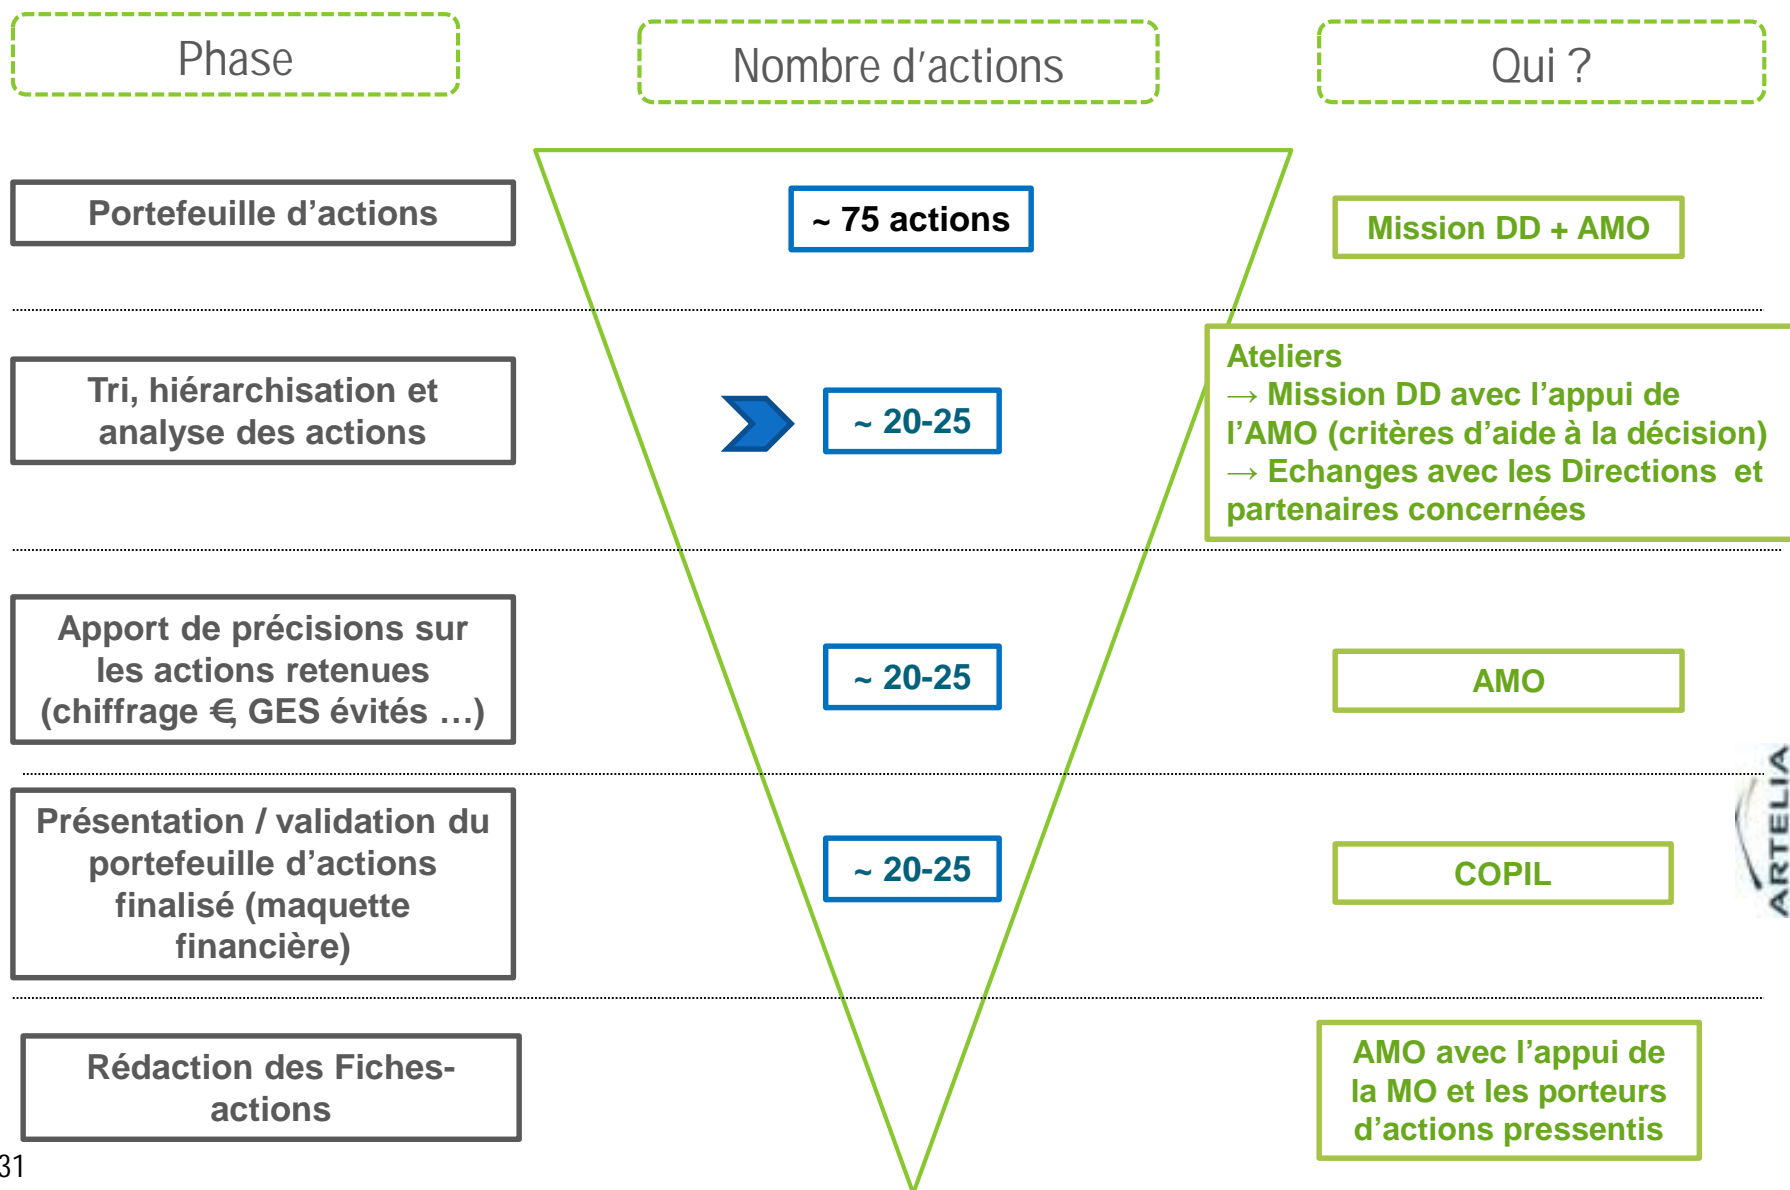 Phase
Nombre d’actions
Qui ?
Portefeuille d’actions
~ 75 actions
Mission DD + AMO
Tri, hiérarchisation et
analyse des actions
~ 20-25
Ateliers
→ Mission DD avec l’appui de
l’AMO (critères d’aide à la décision)
→ Echanges avec les Directions et
partenaires concernées
Apport de précisions sur
les actions retenues
(chiffrage €, GES évités …)
~ 20-25
AMO
Présentation / validation du
portefeuille d’actions
finalisé (maquette
financière)
~ 20-25
COPIL
ARTELIA
Rédaction des Fiches-
actions
AMO avec l’appui de
la MO et les porteurs
d’actions pressentis
31